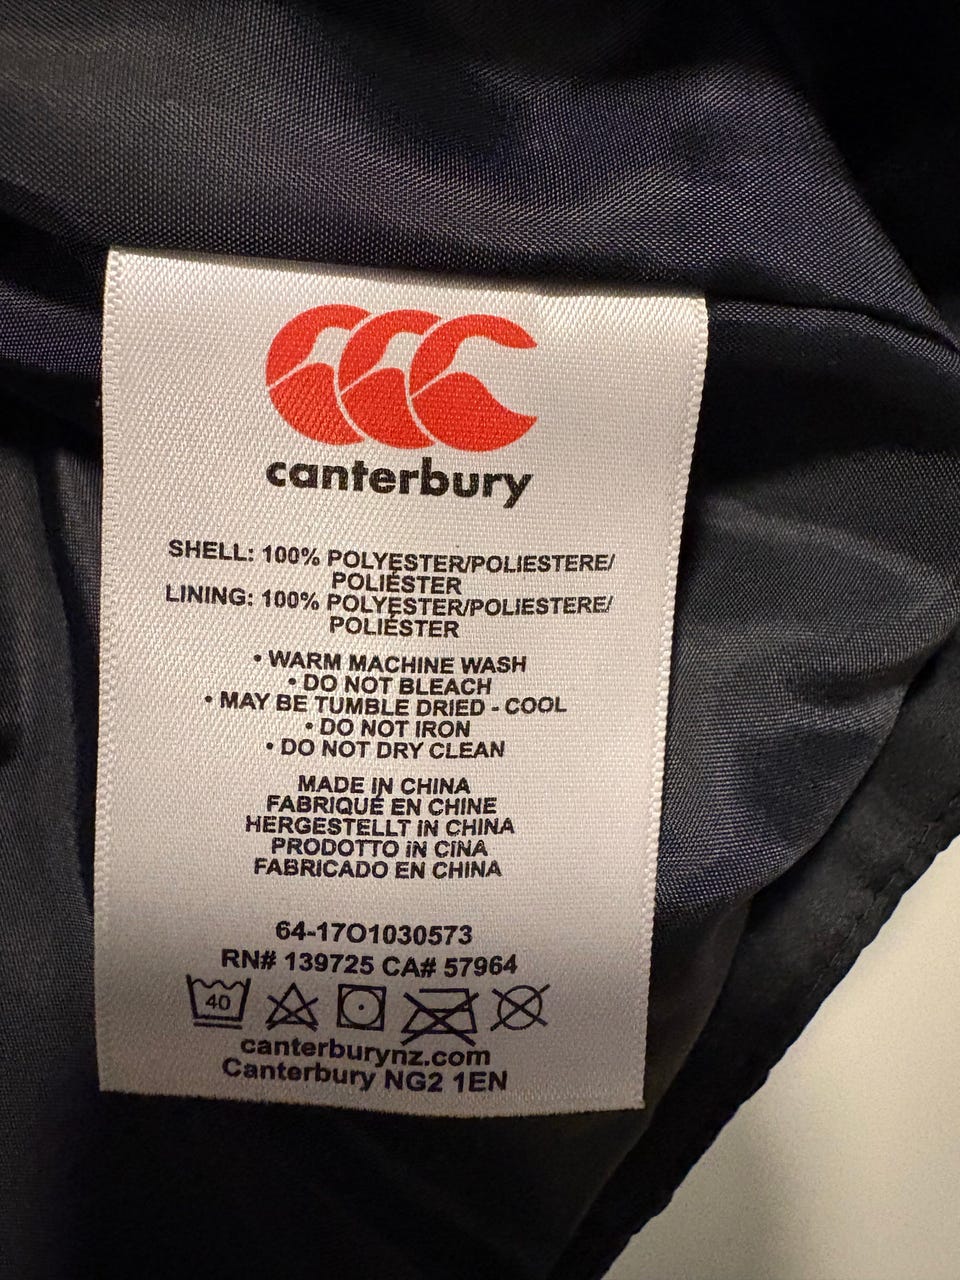 canterbury
SHELL: 100% POLYESTER/POLIESTERE/
POLIÉSTER
LINING: 100% POLYESTER/POLIESTERE/
POLIÉSTER
• WARM MACHINE WASH
• DO NOT BLEACH
• MAY BE TUMBLE DRIED - COOL
• DO NOT IRON
• DO NOT DRY CLEAN
MADE IN CHINA
FABRIQUÉ EN CHINE
HERGESTELLT IN CHINA
PRODOTTO IN CINA
FABRICADO EN CHINA
64-17O1030573
RN# 139725 CA# 57964
40
canterburynz.com
Canterbury NG2 1EN